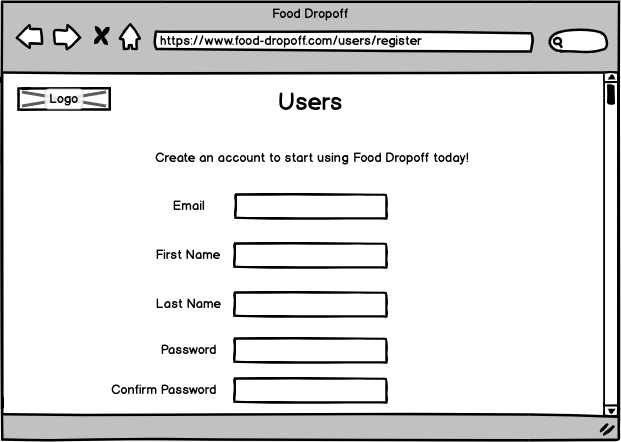 Food Dropoff
https://www.food-dropoff.com/users/register
Logo
Users
Create an account to start using Food Dropoff today!
Email
First Name
Last Name
Password
Confirm Password